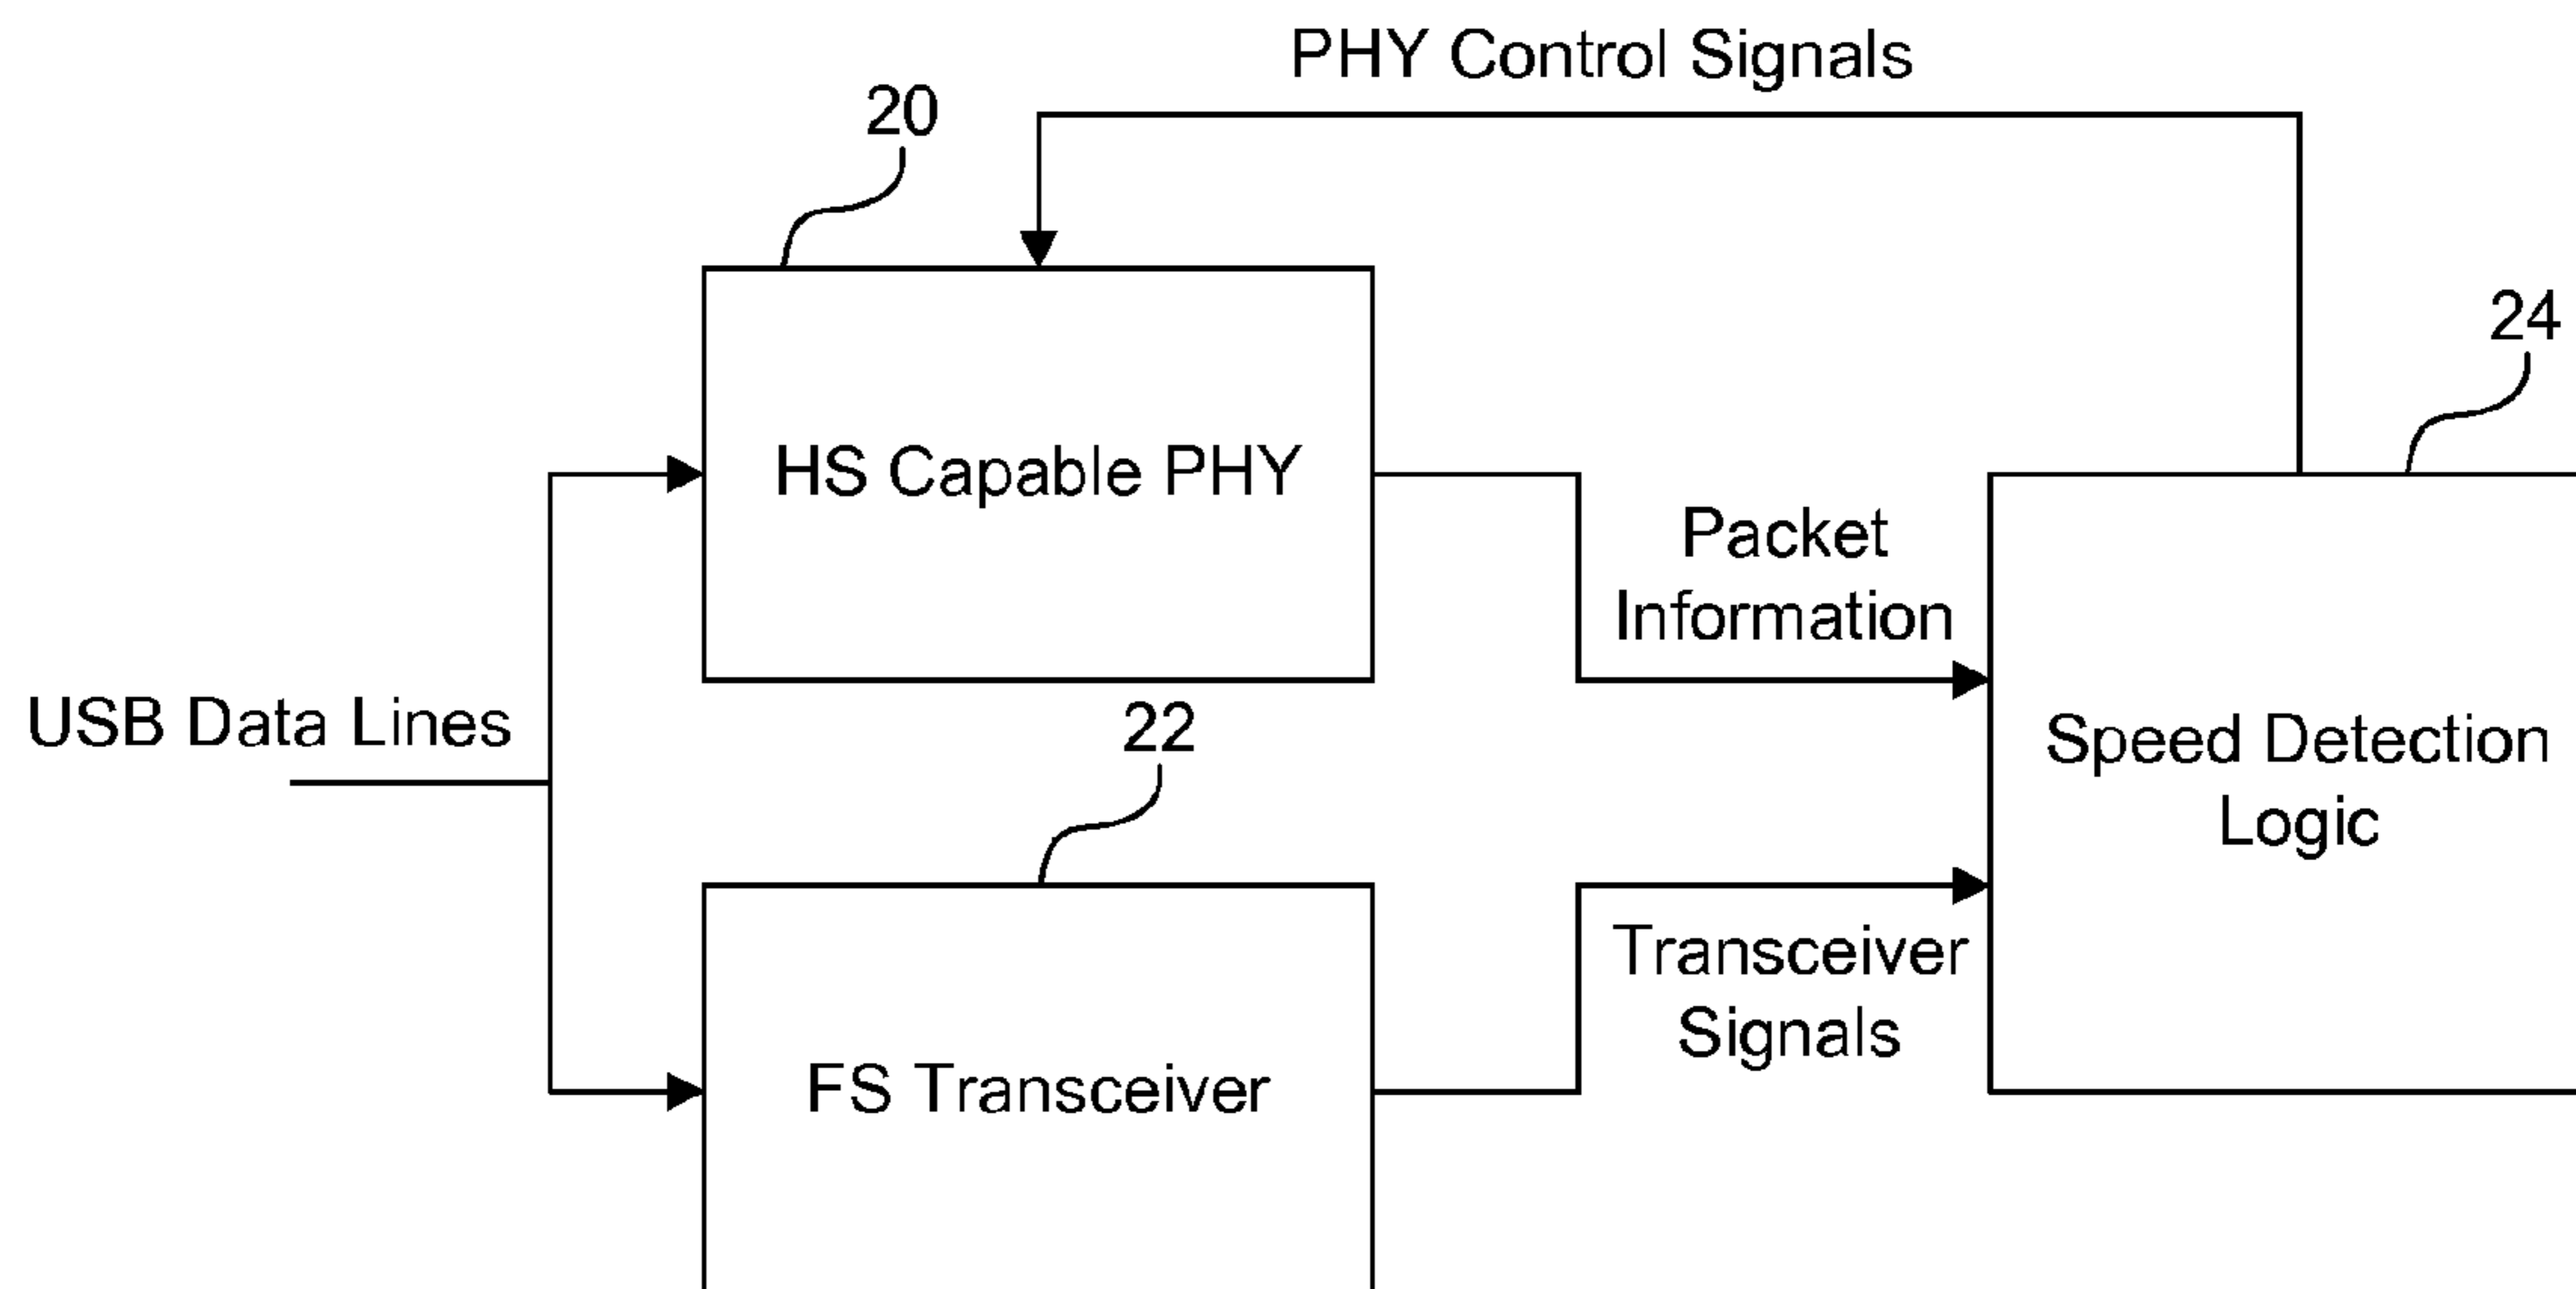 PHY Control Signals
20
24
HS Capable PHY
Packet
Information
USB Data Lines
22
Speed Detection
Logic
Transceiver
Signals
FS Transceiver